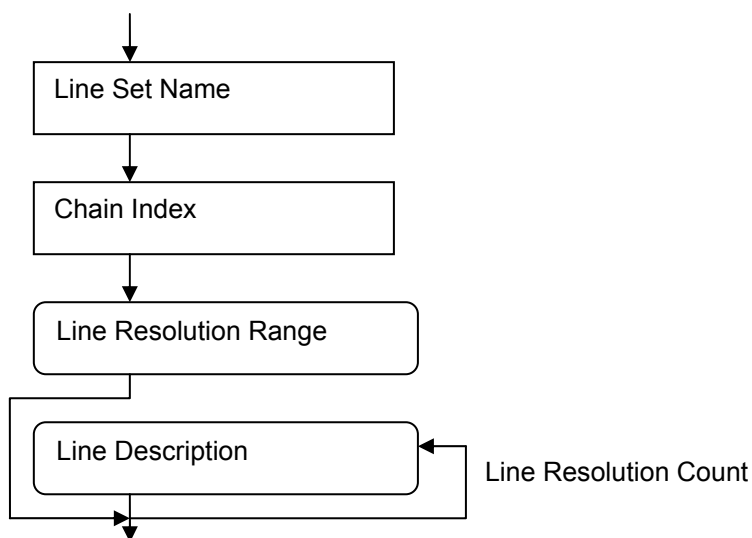 Line Set Name
Chain Index
Line Resolution Range
Line Description
Line Resolution Count